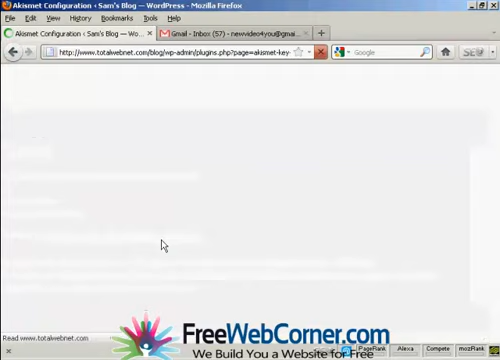 Akismet Configuration ‹ Sam's Blog — WordPress - Mozilla Firefox
File Edit View History Bookmarks Tools Help
Akismet Configuration ‹ Sam's Blog — Wo... × Gmail - Inbox (57) - newvideo4you@gmai... × +
http://www.totalwebnet.com/blog/wp-admin/plugins.php?page=akismet-key- Google
Read www.totalwebnet.com
FreeWebCorner.com
We Build You a Website for Free
PageRank Alexa Compete mozRank